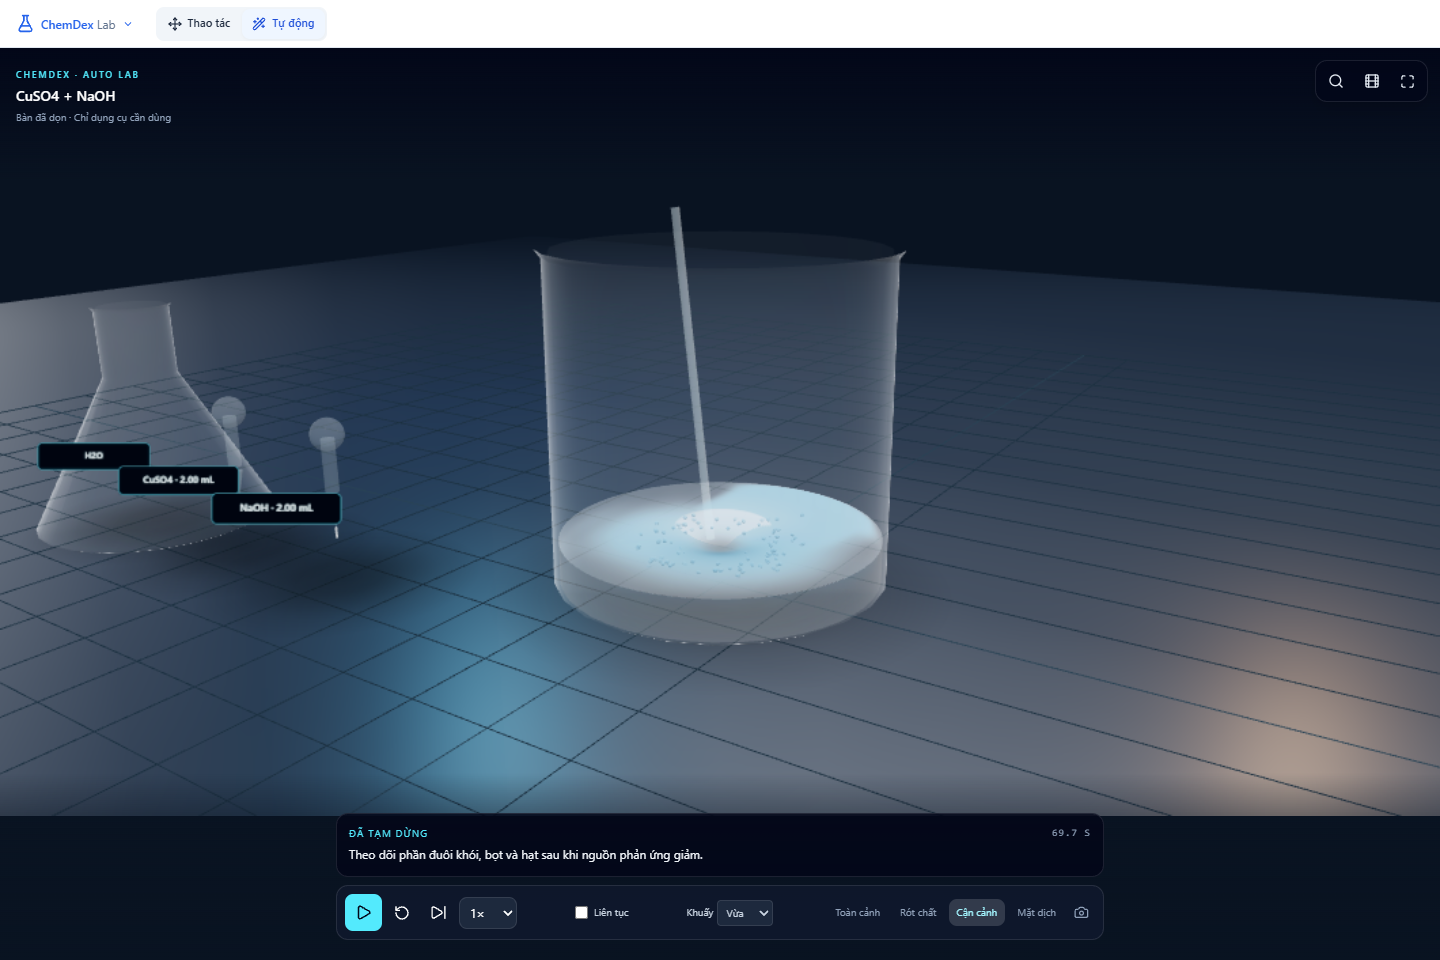 ChemDex Lab
Thao tác
Tự động
CHEMDEX · AUTO LAB
CuSO4 + NaOH
Bàn đã dọn · Chỉ dụng cụ cần dùng
H2O
CuSO4 · 2.00 mL
NaOH · 2.00 mL
ĐÃ TẠM DỪNG
69.7 S
Theo dõi phần đuôi khói, bọt và hạt sau khi nguồn phản ứng giảm.
1×
Liên tục
Khuấy
Vừa
Toàn cảnh
Rót chất
Cận cảnh
Mặt dịch